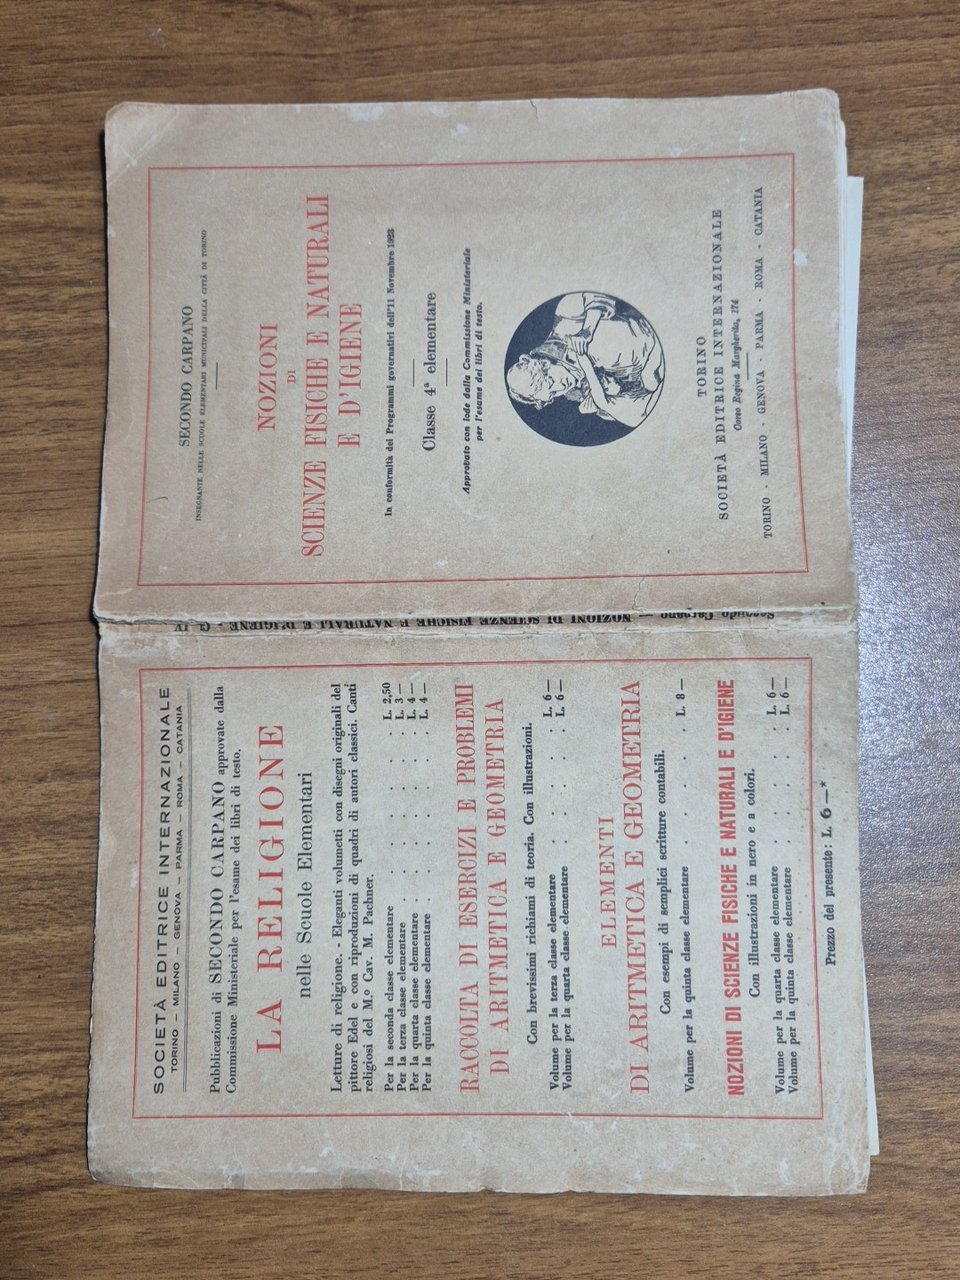 SECONDO CARPANO
INSEGNANTE NELLE SCUOLE ELEMENTARI MUNICIPALI DELLA CITTÀ DI TORINO
NOZIONI
DI
SCIENZE FISICHE E NATURALI
E D'IGIENE
In conformità dei Programmi governativi dell'11 Novembre 1923
Classe 4ª elementare
Approvato con lode dalla Commissione Ministeriale
per l'esame dei libri di testo.
TORINO
SOCIETÀ EDITRICE INTERNAZIONALE
Corso Regina Margherita, 174
TORINO - MILANO - GENOVA - PARMA - ROMA - CATANIA
Secondo Carpano — NOZIONI DI SCIENZE FISICHE E NATURALI E D'IGIENE - C. IV
SOCIETÀ EDITRICE INTERNAZIONALE
TORINO — MILANO — GENOVA — PARMA — ROMA — CATANIA
Pubblicazioni di SECONDO CARPANO approvate dalla
Commissione Ministeriale per l'esame dei libri di testo.
LA RELIGIONE
nelle Scuole Elementari
Letture di religione. - Eleganti volumetti con disegni originali del
pittore Edel e con riproduzioni di quadri di autori classici. Canti
religiosi del M.º Cav. M. Pachner.
Per la seconda classe elementare . . . . . L. 2,50
Per la terza classe elementare . . . . . L. 3 —
Per la quarta classe elementare . . . . . L. 4 —
Per la quinta classe elementare . . . . . L. 4 —
RACCOLTA DI ESERCIZI E PROBLEMI
DI ARITMETICA E GEOMETRIA
Con brevissimi richiami di teoria. Con illustrazioni.
Volume per la terza classe elementare . . . . L. 6 —
Volume per la quarta classe elementare . . . . L. 6 —
ELEMENTI
DI ARITMETICA E GEOMETRIA
Con esempi di semplici scritture contabili.
Volume per la quinta classe elementare . . . . L. 8 —
NOZIONI DI SCIENZE FISICHE E NATURALI E D'IGIENE
Con illustrazioni in nero e a colori.
Volume per la quarta classe elementare . . . . L. 6 —
Volume per la quinta classe elementare . . . . L. 6 —
Prezzo del presente: L. 6 —*